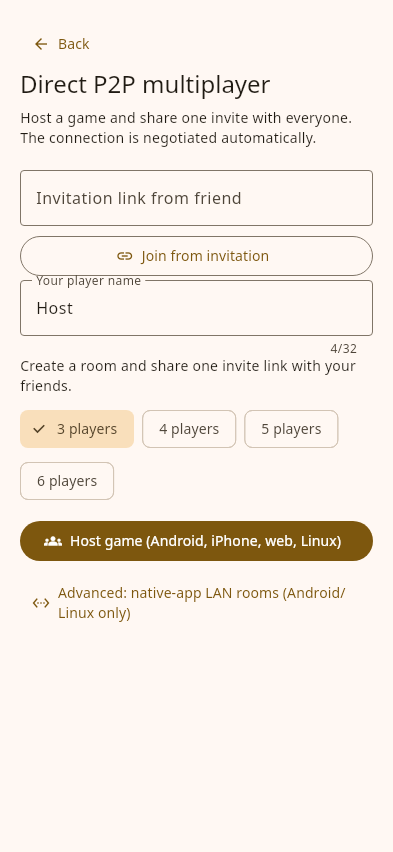 Back
Direct P2P multiplayer
Host a game and share one invite with everyone.
The connection is negotiated automatically.
Invitation link from friend
Join from invitation
Your player name
Host
4/32
Create a room and share one invite link with your
friends.
3 players
4 players
5 players
6 players
Host game (Android, iPhone, web, Linux)
Advanced: native-app LAN rooms (Android/
Linux only)